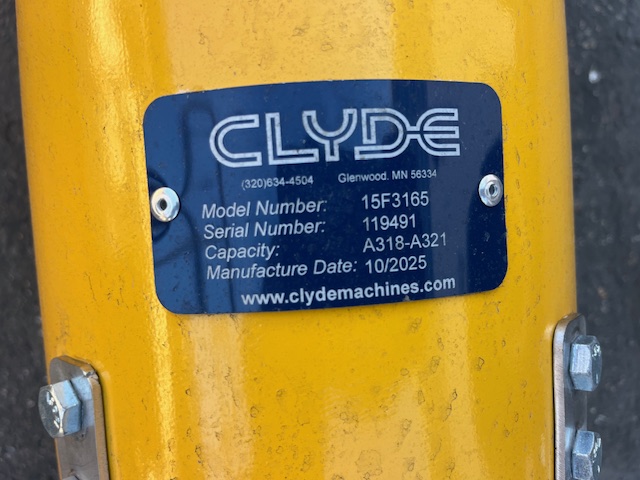 CLYDE
(320)634-4504 Glenwood. MN 56334
Model Number: 15F3165
Serial Number: 119491
Capacity: A318-A321
Manufacture Date: 10/2025
www.clydemachines.com